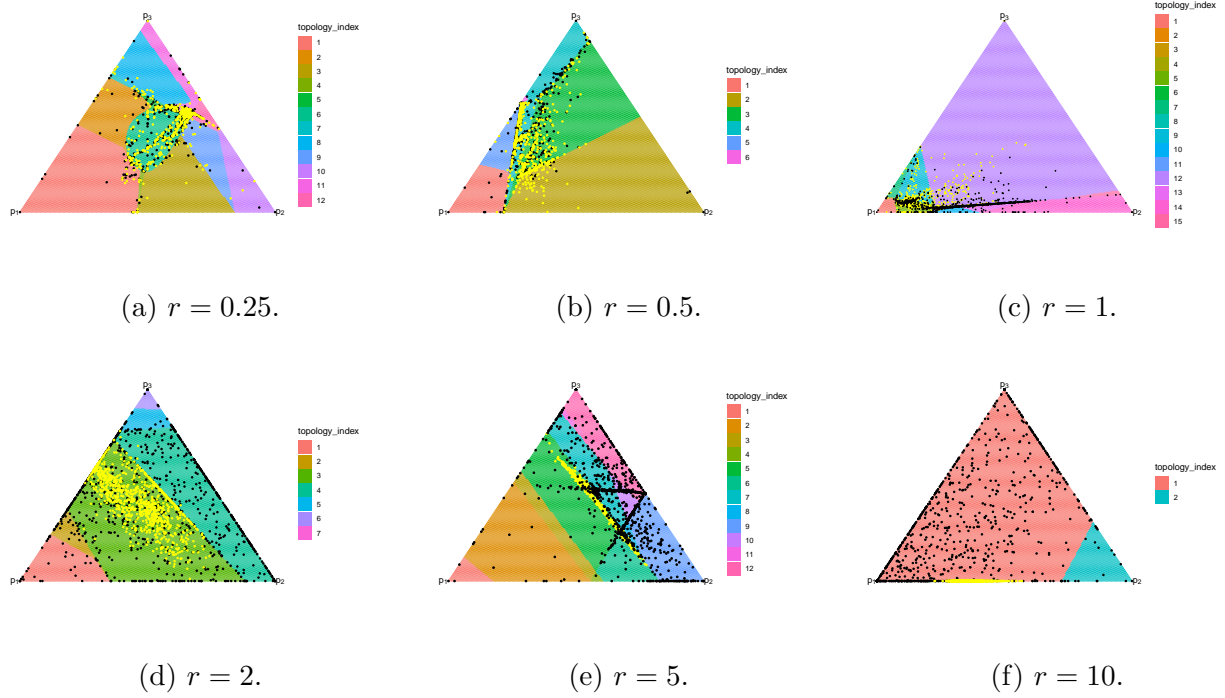 p3
topology_index
1
2
3
4
5
6
7
8
9
10
11
12
p1
p2
(a) r = 0.25.
p3
topology_index
1
2
3
4
5
6
p1
p2
(b) r = 0.5.
p3
topology_index
1
2
3
4
5
6
7
8
9
10
11
12
13
14
15
p1
p2
(c) r = 1.
p3
topology_index
1
2
3
4
5
6
7
p1
p2
(d) r = 2.
p3
topology_index
1
2
3
4
5
6
7
8
9
10
11
12
p1
p2
(e) r = 5.
p3
topology_index
1
2
p1
p2
(f) r = 10.